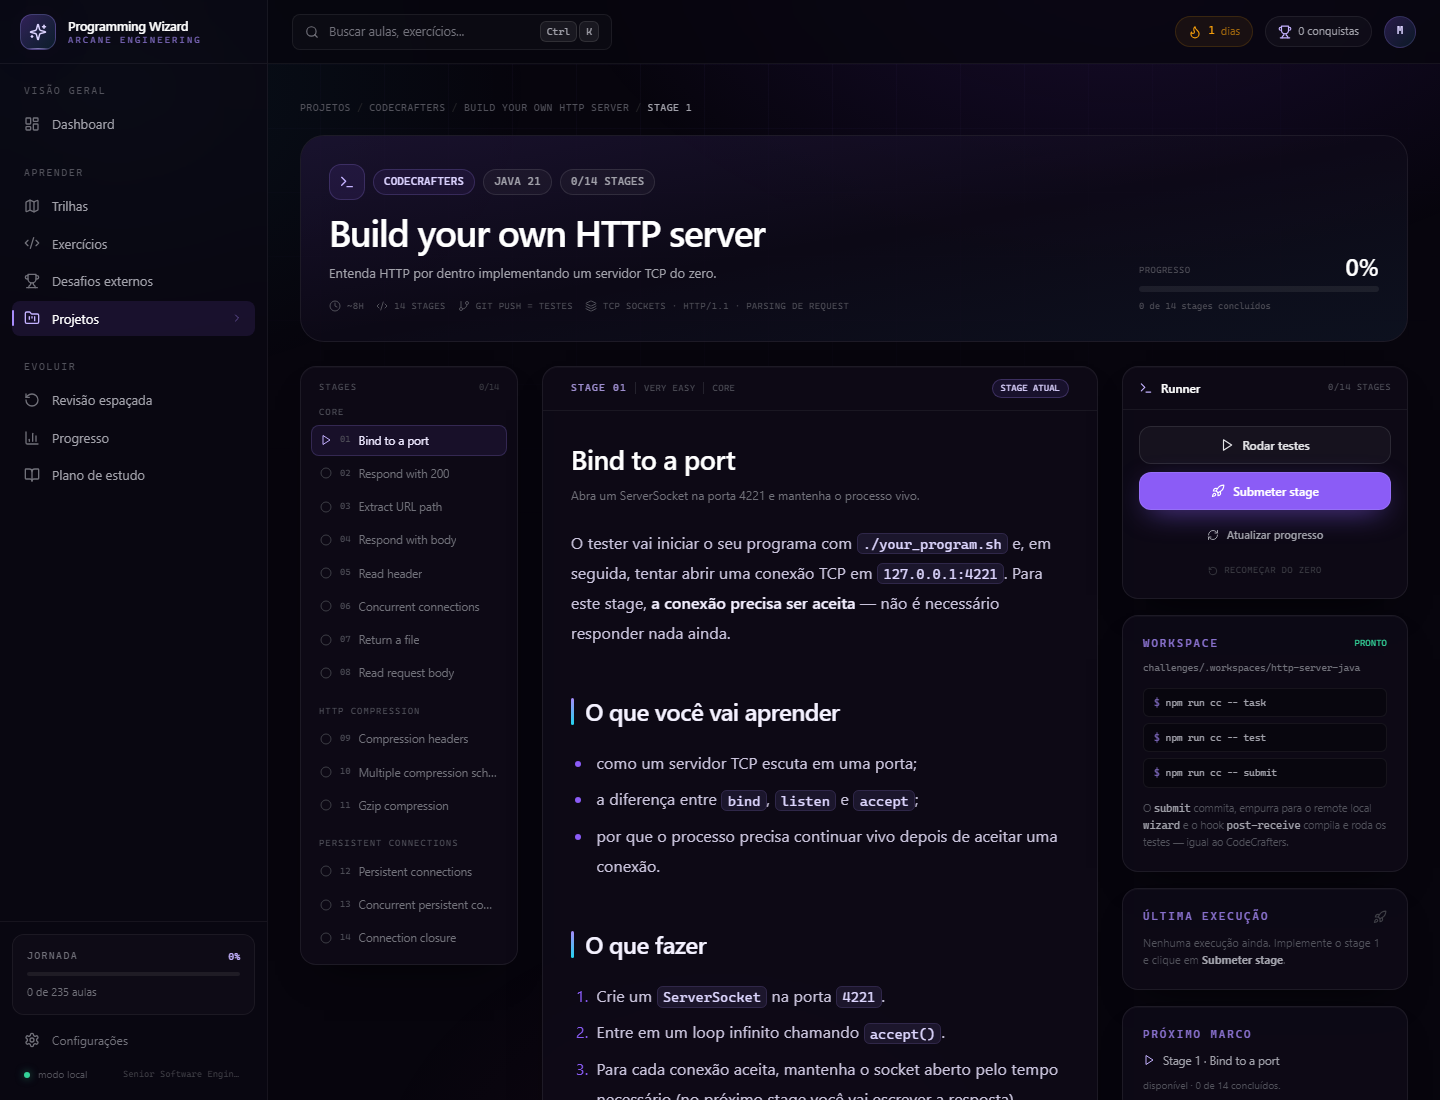 Programming Wizard
ARCANE ENGINEERING
Buscar aulas, exercícios...
Ctrl K
1 dias
0 conquistas
M
VISÃO GERAL
Dashboard
APRENDER
Trilhas
Exercícios
Desafios externos
Projetos
EVOLUIR
Revisão espaçada
Progresso
Plano de estudo
JORNADA 0%
0 de 235 aulas
Configurações
modo local Senior Software Engin…
PROJETOS / CODECRAFTERS / BUILD YOUR OWN HTTP SERVER / STAGE 1
CODECRAFTERS JAVA 21 0/14 STAGES
Build your own HTTP server
Entenda HTTP por dentro implementando um servidor TCP do zero.
~8H 14 STAGES GIT PUSH = TESTES TCP SOCKETS · HTTP/1.1 · PARSING DE REQUEST
PROGRESSO 0%
0 de 14 stages concluídos
STAGES 0/14
CORE
01 Bind to a port
02 Respond with 200
03 Extract URL path
04 Respond with body
05 Read header
06 Concurrent connections
07 Return a file
08 Read request body
HTTP COMPRESSION
09 Compression headers
10 Multiple compression sch...
11 Gzip compression
PERSISTENT CONNECTIONS
12 Persistent connections
13 Concurrent persistent co...
14 Connection closure
STAGE 01 VERY EASY CORE STAGE ATUAL
Bind to a port
Abra um ServerSocket na porta 4221 e mantenha o processo vivo.
O tester vai iniciar o seu programa com ./your_program.sh e, em
seguida, tentar abrir uma conexão TCP em 127.0.0.1:4221. Para
este stage, a conexão precisa ser aceita — não é necessário
responder nada ainda.
O que você vai aprender
como um servidor TCP escuta em uma porta;
a diferença entre bind, listen e accept;
por que o processo precisa continuar vivo depois de aceitar uma
conexão.
O que fazer
1. Crie um ServerSocket na porta 4221.
2. Entre em um loop infinito chamando accept().
3. Para cada conexão aceita, mantenha o socket aberto pelo tempo
necessário (no próximo stage você vai escrever a resposta)
Runner 0/14 STAGES
Rodar testes
Submeter stage
Atualizar progresso
RECOMEÇAR DO ZERO
WORKSPACE PRONTO
challenges/.workspaces/http-server-java
$ npm run cc -- task
$ npm run cc -- test
$ npm run cc -- submit
O submit commita, empurra para o remote local
wizard e o hook post-receive compila e roda os
testes — igual ao CodeCrafters.
ÚLTIMA EXECUÇÃO
Nenhuma execução ainda. Implemente o stage 1
e clique em Submeter stage.
PRÓXIMO MARCO
Stage 1 · Bind to a port
disponível · 0 de 14 concluídos.